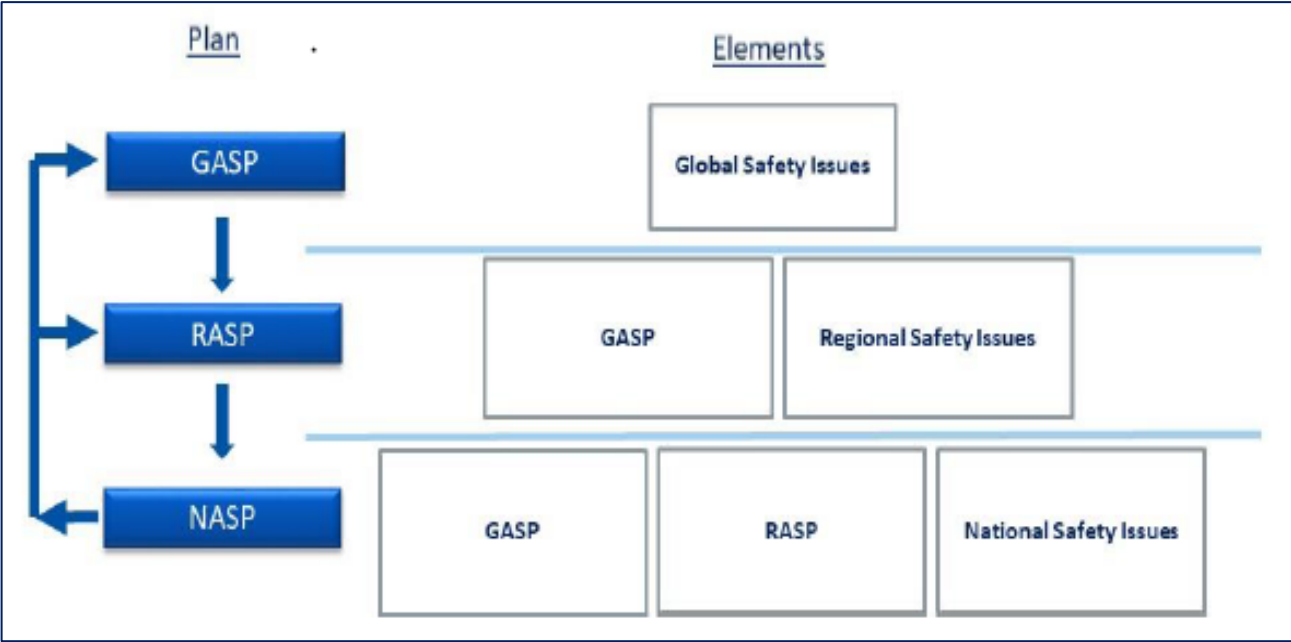 Plan
Elements
GASP
Global Safety Issues
RASP
GASP
Regional Safety Issues
NASP
GASP
RASP
National Safety Issues